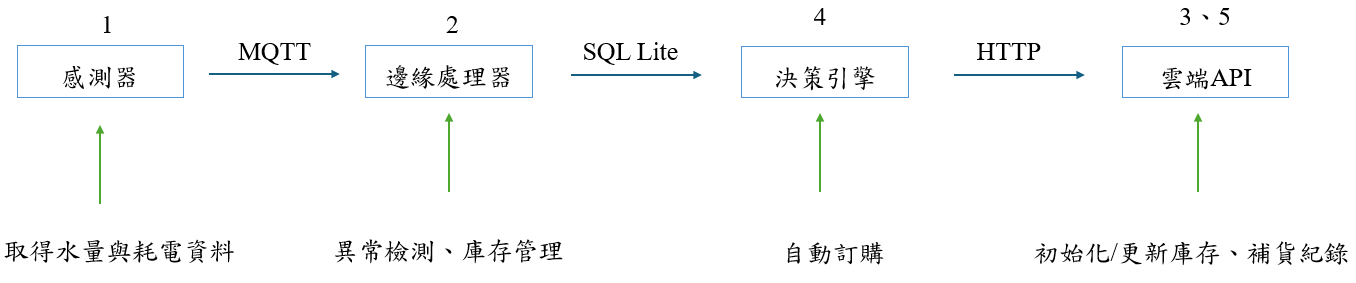 1
2
4
3、5
感測器
MQTT
邊緣處理器
SQL Lite
決策引擎
HTTP
雲端API
取得水量與耗電資料
異常檢測、庫存管理
自動訂購
初始化/更新庫存、補貨紀錄